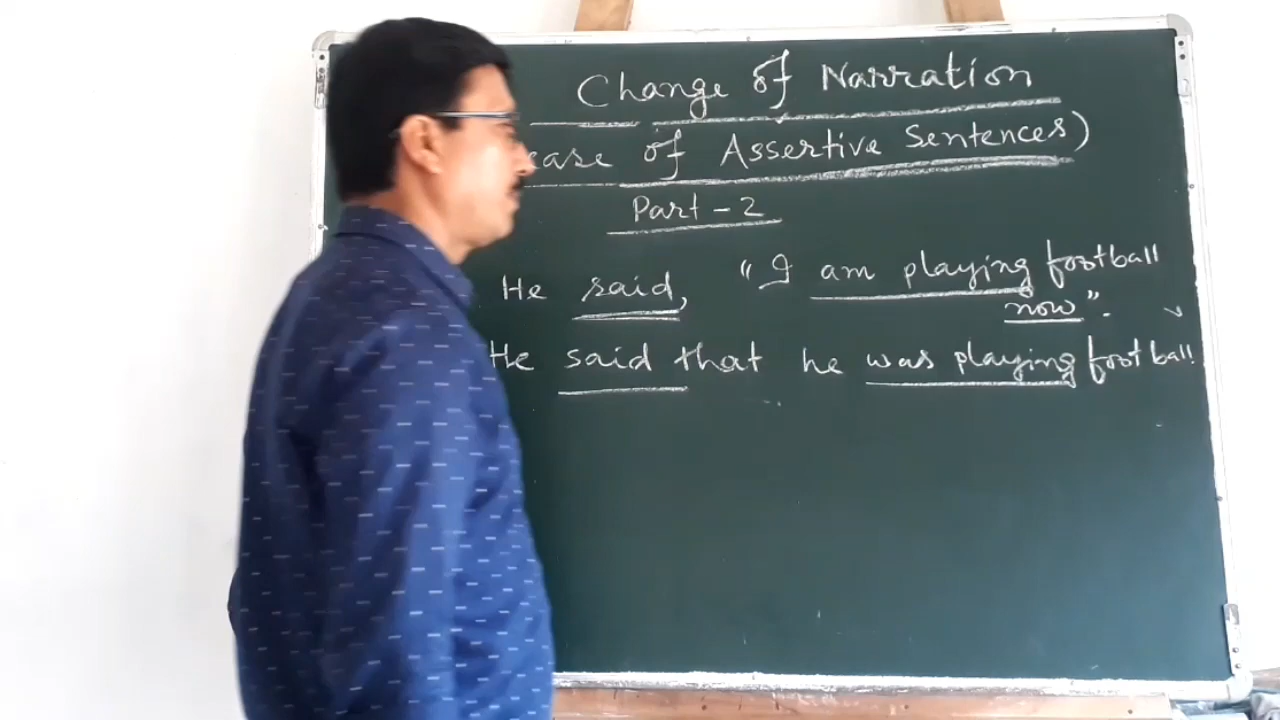 Change of Narration
case of Assertive Sentences)
Part - 2
He said, "I am playing football
now".
He said that he was playing football.